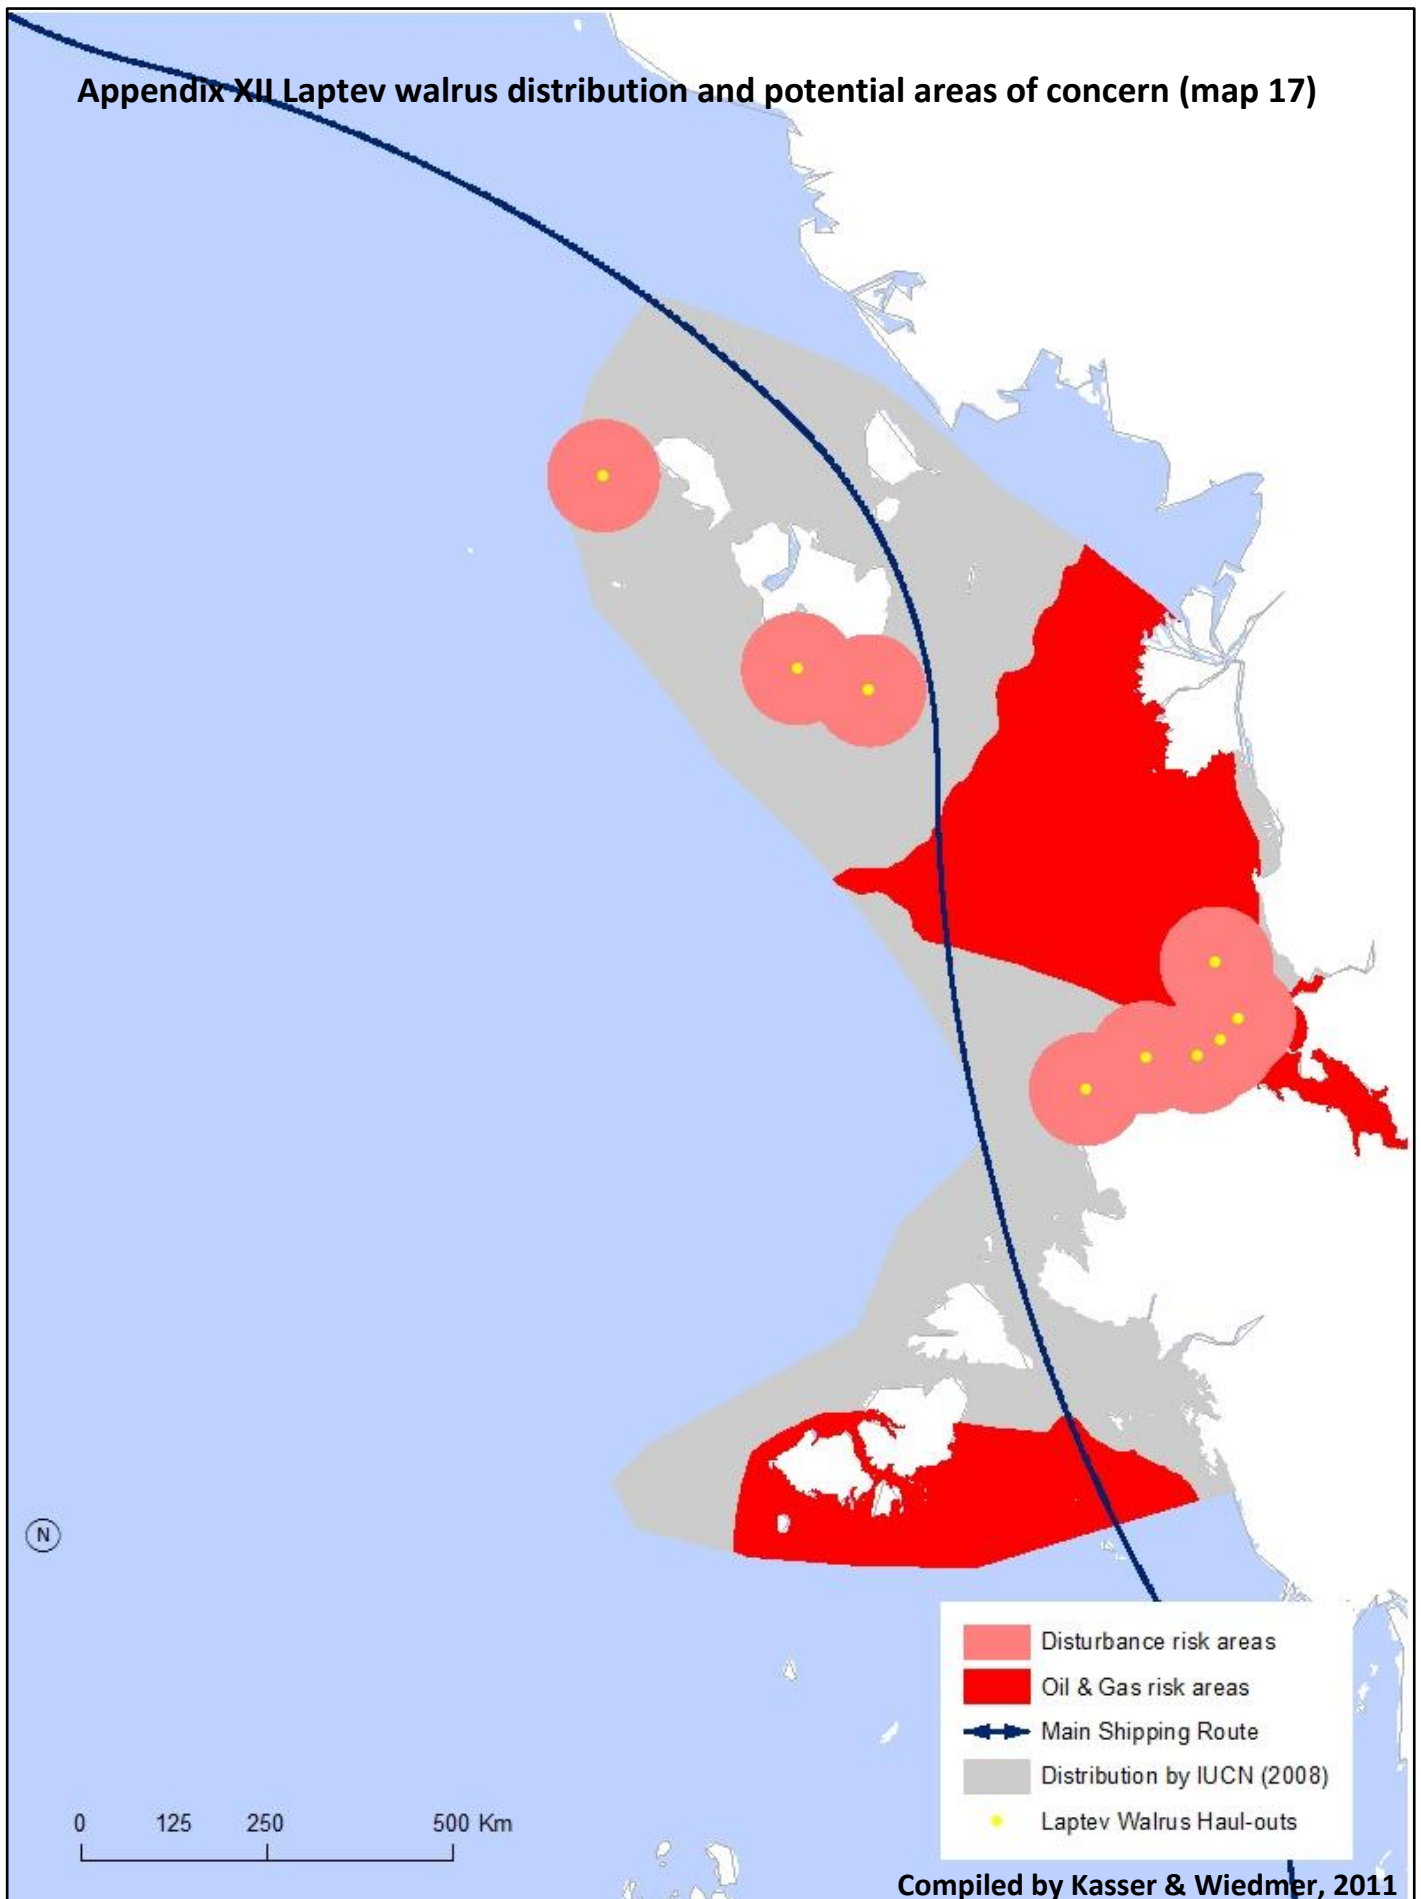 Appendix XII Laptev walrus distribution and potential areas of concern (map 17)
N
Disturbance risk areas
Oil & Gas risk areas
Main Shipping Route
Distribution by IUCN (2008)
Laptev Walrus Haul-outs
0 125 250 500 Km
Compiled by Kasser & Wiedmer, 2011